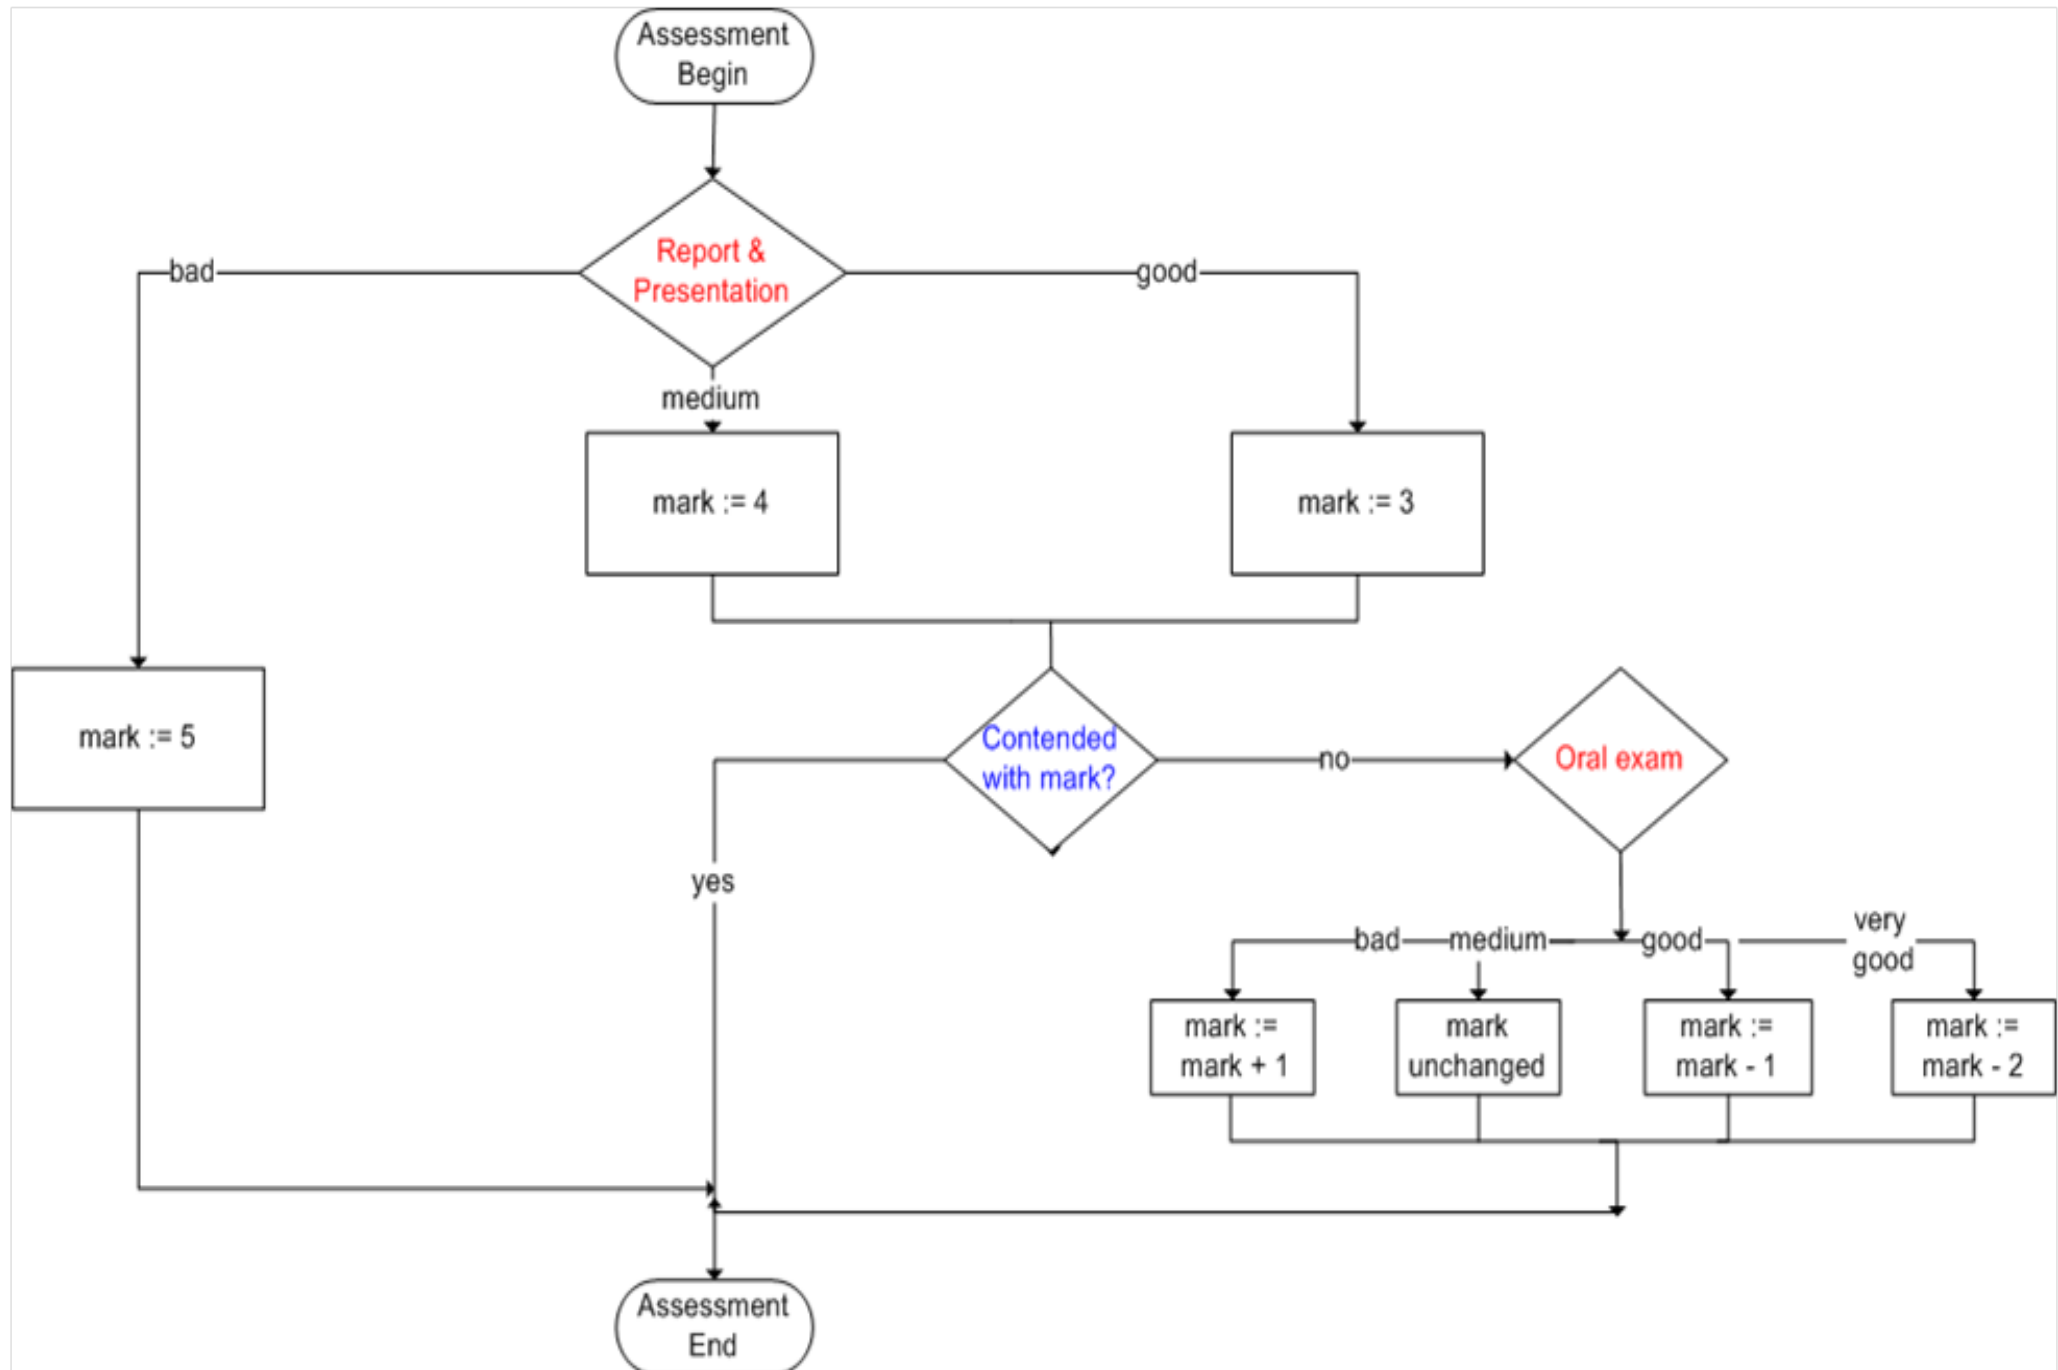 Assessment
Begin
Report &
Presentation
bad
good
medium
mark := 4
mark := 3
mark := 5
Contended
with mark?
no
Oral exam
yes
bad
medium
good
very
good
mark :=
mark + 1
mark
unchanged
mark :=
mark - 1
mark :=
mark - 2
Assessment
End